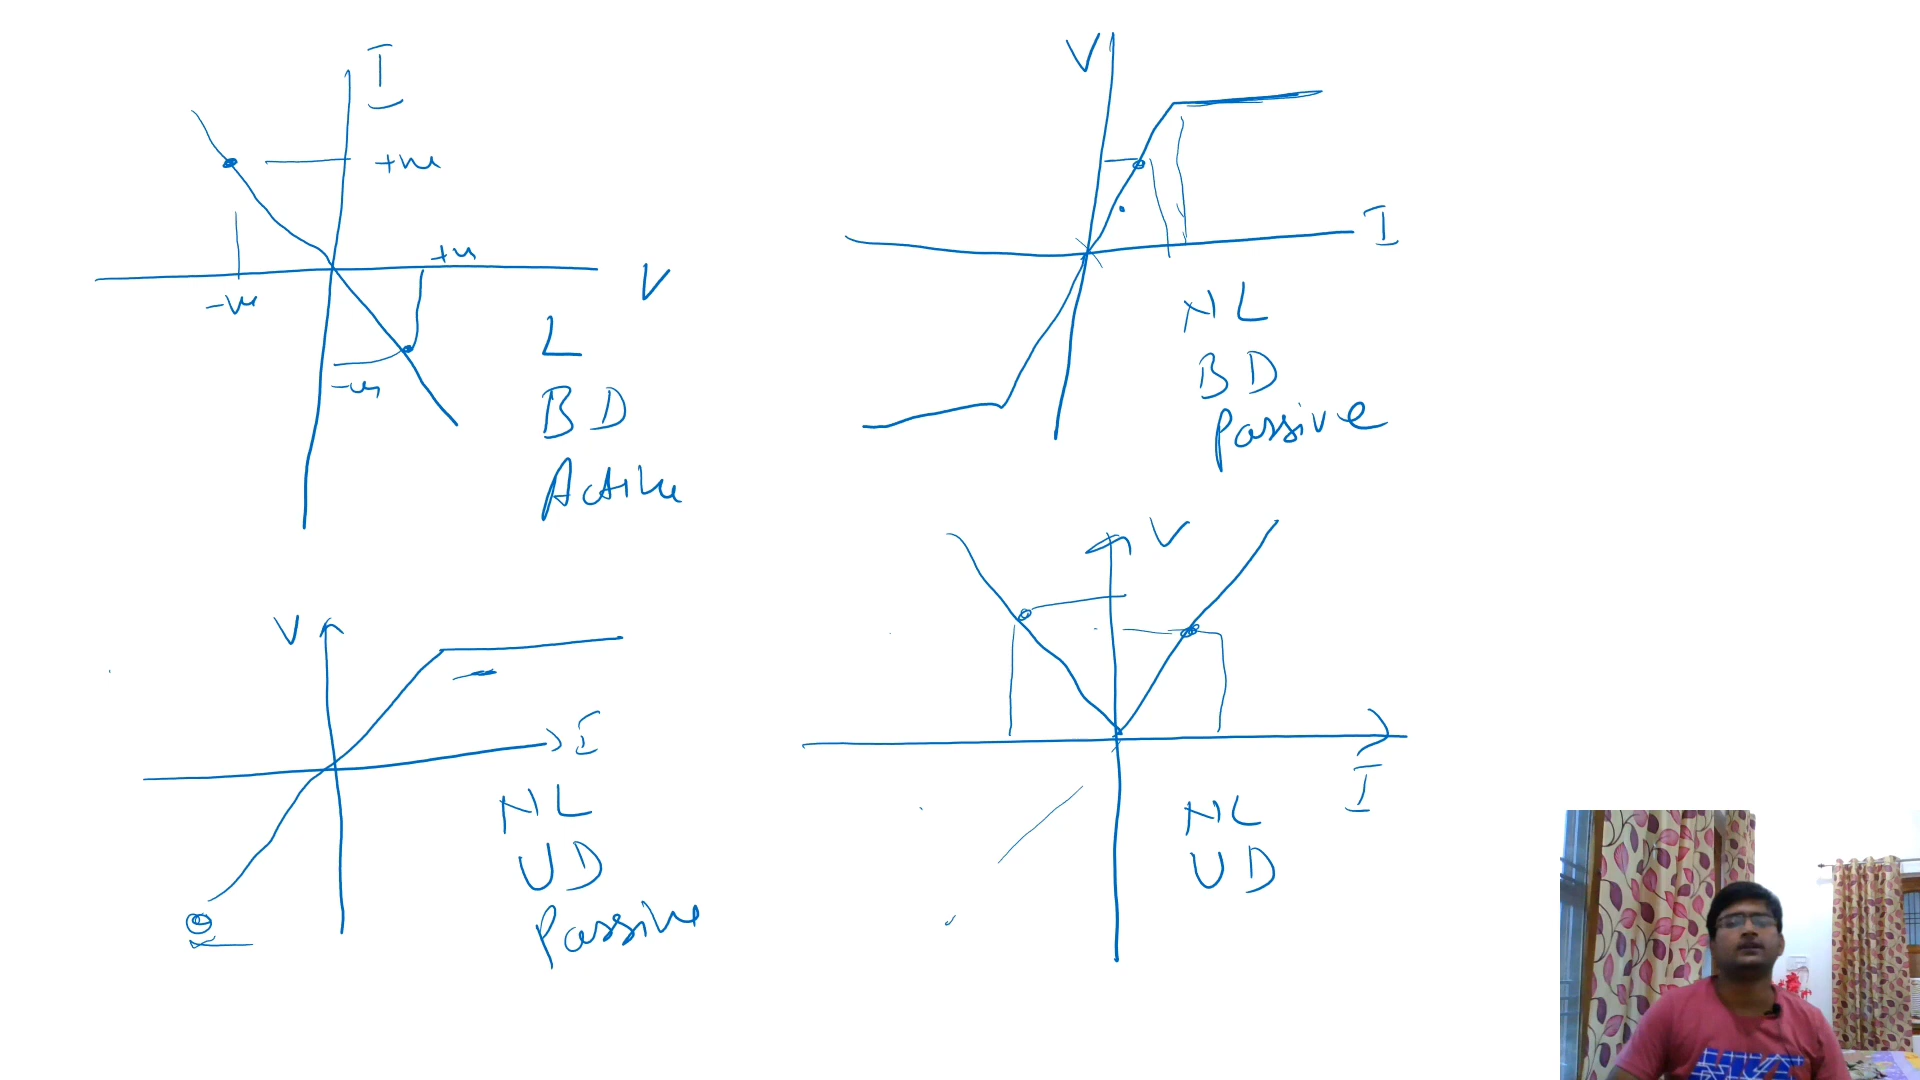 I
+ve
-ve
+ve
-ve
V
L
BD
Active
V
I
NL
BD
Passive
V
I
NL
UD
Passive
V
I
NL
UD